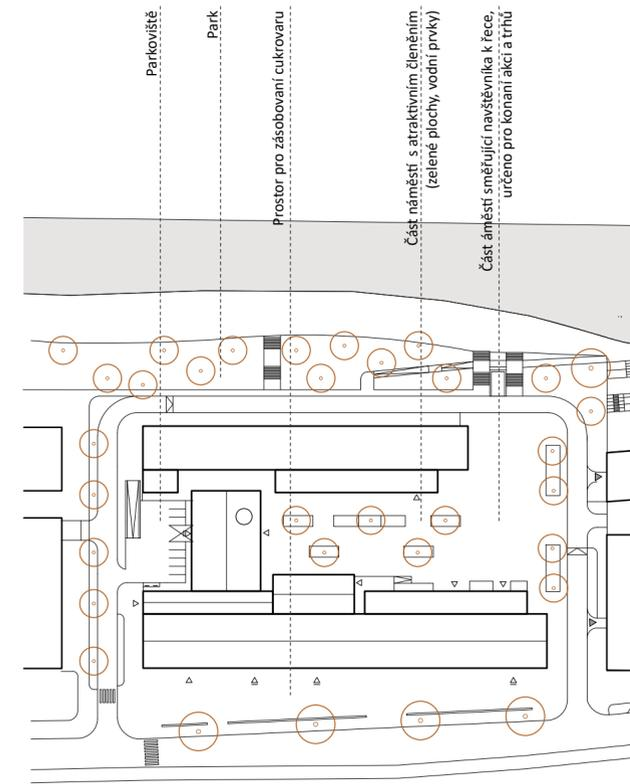 Parkoviště
Park
Prostor pro zásobovaní cukrovaru
Část náměstí s atraktivním členěním
(zelené plochy, vodní prvky)
Část áměstí směřující navštěvníka k řece,
určeno pro konaní akcí a trhů